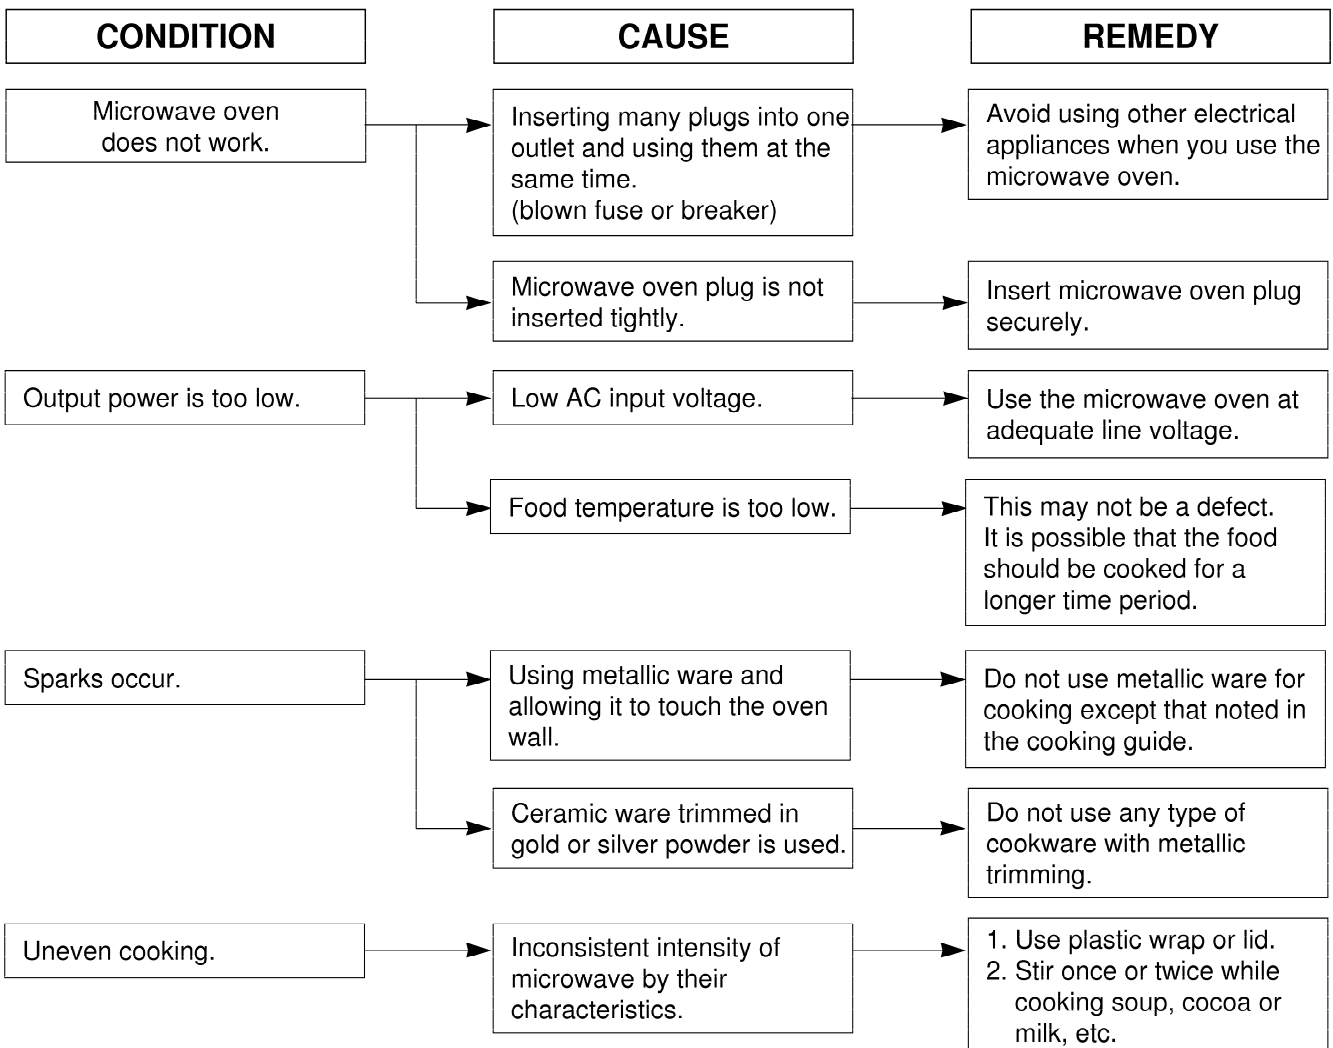 CONDITION
CAUSE
REMEDY
Microwave oven
does not work.
Inserting many plugs into one
outlet and using them at the
same time.
(blown fuse or breaker)
Avoid using other electrical
appliances when you use the
microwave oven.
Microwave oven plug is not
inserted tightly.
Insert microwave oven plug
securely.
Output power is too low.
Low AC input voltage.
Use the microwave oven at
adequate line voltage.
Food temperature is too low.
This may not be a defect.
It is possible that the food
should be cooked for a
longer time period.
Sparks occur.
Using metallic ware and
allowing it to touch the oven
wall.
Do not use metallic ware for
cooking except that noted in
the cooking guide.
Ceramic ware trimmed in
gold or silver powder is used.
Do not use any type of
cookware with metallic
trimming.
Uneven cooking.
Inconsistent intensity of
microwave by their
characteristics.
1. Use plastic wrap or lid.
2. Stir once or twice while
cooking soup, cocoa or
milk, etc.